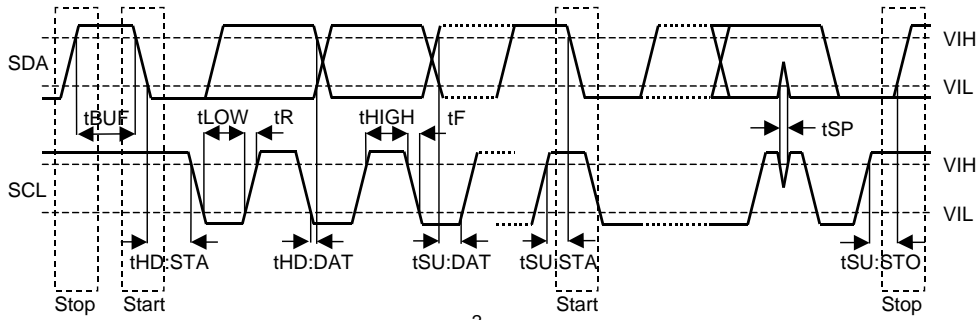 VIH
SDA
VIL
tBUF tLOW tR tHIGH tF tSP
VIH
SCL
VIL
tHD:STA tHD:DAT tSU:DAT tSU:STA tSU:STO
Stop Start Start Stop